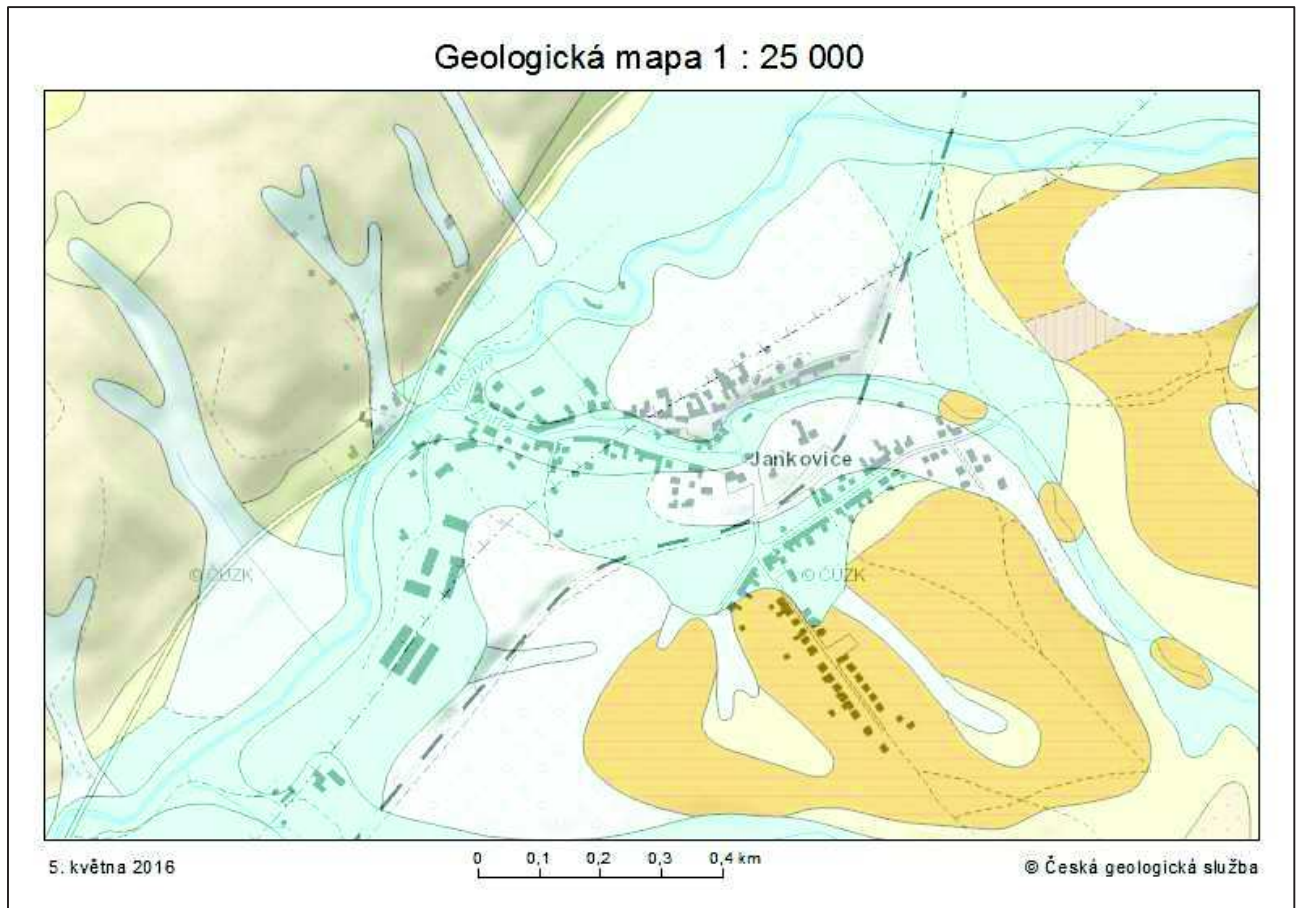 Geologická mapa 1 : 25 000
Jankovice
© ČÚZK
© ČÚZK
5. května 2016
0 0,1 0,2 0,3 0,4 km
© Česká geologická služba